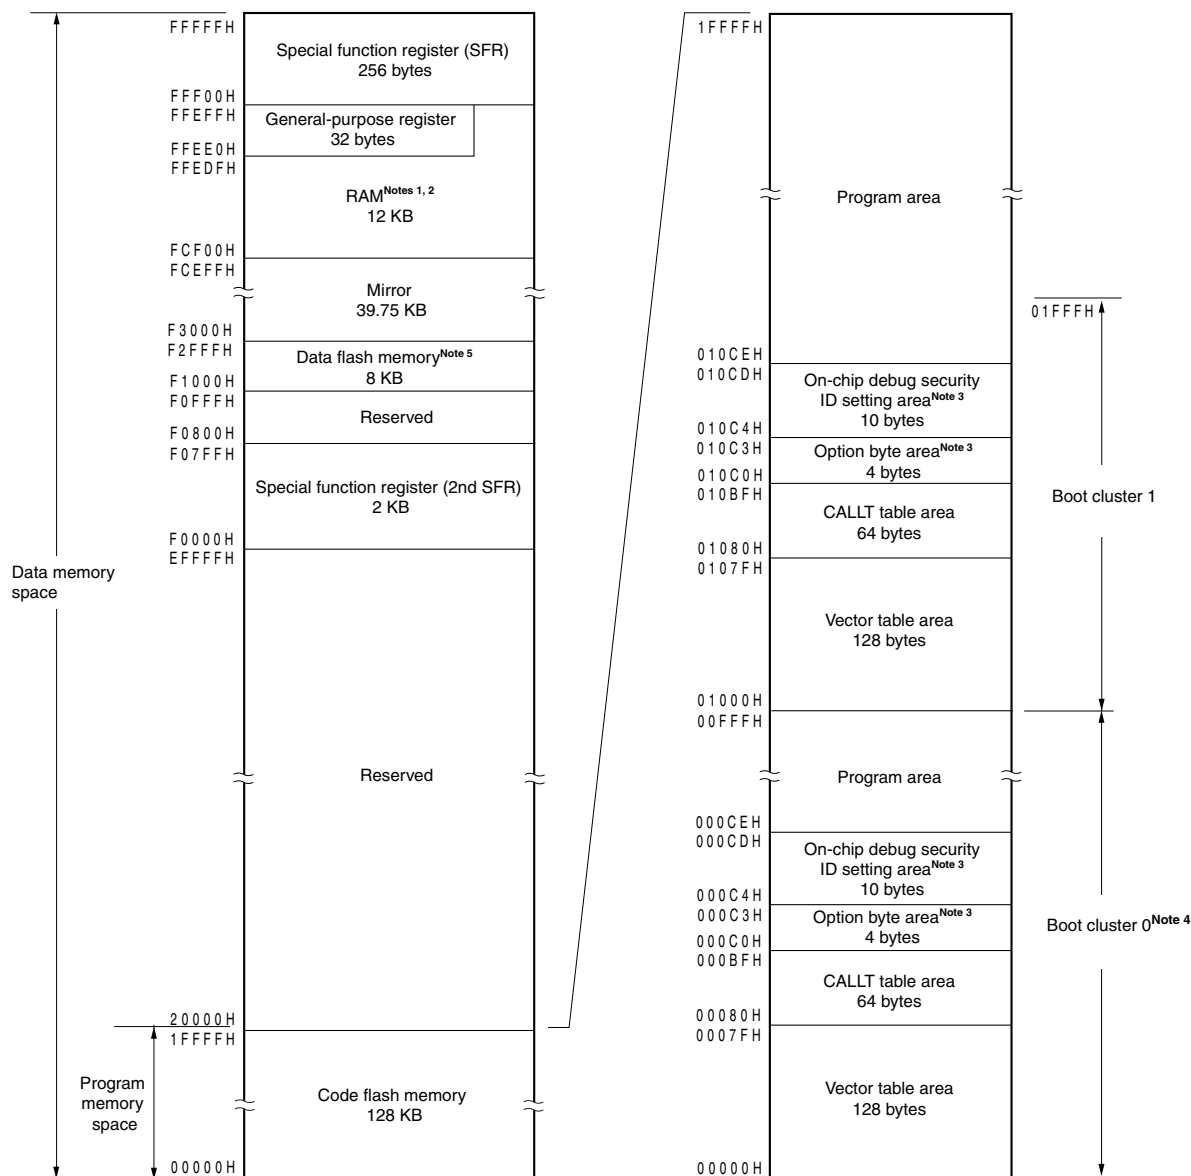 FFFFFH
Special function register (SFR)
256 bytes
FFF00H
FFEFFH
General-purpose register
32 bytes
FFEE0H
FFEDFH
RAMNotes 1, 2
12 KB
FCF00H
FCEFFH
Mirror
39.75 KB
F3000H
F2FFFH
Data flash memoryNote 5
8 KB
F1000H
F0FFFH
Reserved
F0800H
F07FFH
Special function register (2nd SFR)
2 KB
F0000H
EFFFFH
Data memory
space
Reserved
20000H
1FFFFH
Program
memory
space
Code flash memory
128 KB
00000H
1FFFFH
Program area
01FFFH
010CEH
010CDH
On-chip debug security
ID setting areaNote 3
10 bytes
010C4H
010C3H
Option byte areaNote 3
4 bytes
010C0H
010BFH
Boot cluster 1
CALLT table area
64 bytes
01080H
0107FH
Vector table area
128 bytes
01000H
00FFFH
Program area
000CEH
000CDH
On-chip debug security
ID setting areaNote 3
10 bytes
000C4H
000C3H
Option byte areaNote 3
4 bytes
Boot cluster 0Note 4
000C0H
000BFH
CALLT table area
64 bytes
00080H
0007FH
Vector table area
128 bytes
00000H